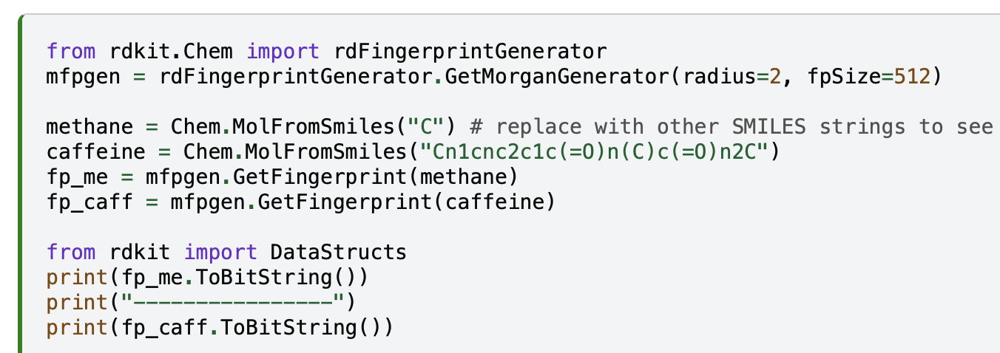 from rdkit.Chem import rdFingerprintGenerator
mfpgen = rdFingerprintGenerator.GetMorganGenerator(radius=2, fpSize=512)
methane = Chem.MolFromSmiles("C") # replace with other SMILES strings to see
caffeine = Chem.MolFromSmiles("Cn1cnc2c1c(=O)n(C)c(=O)n2C")
fp_me = mfpgen.GetFingerprint(methane)
fp_caff = mfpgen.GetFingerprint(caffeine)
from rdkit import DataStructs
print(fp_me.ToBitString())
print("----------------")
print(fp_caff.ToBitString())